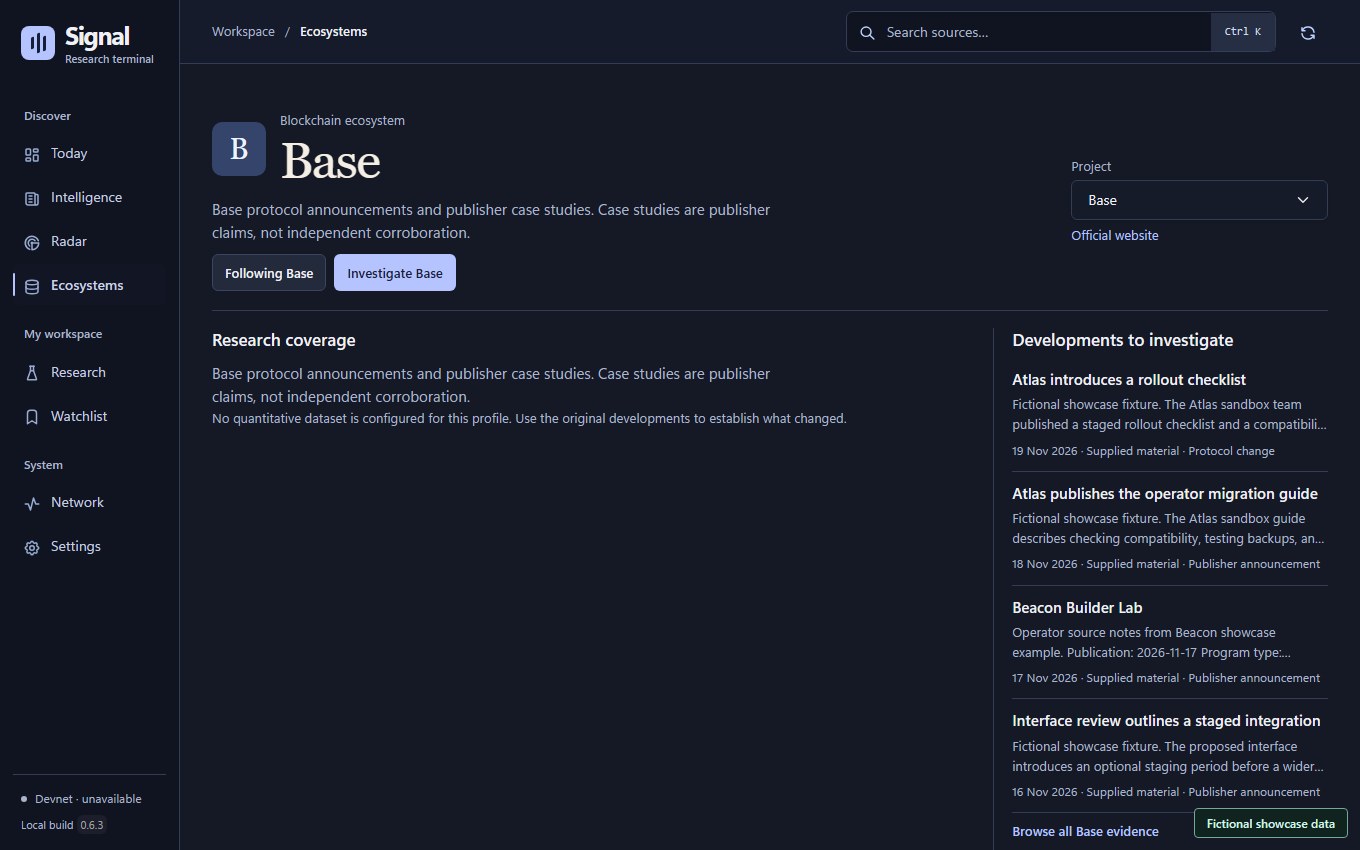 Signal
Research terminal
Discover
Today
Intelligence
Radar
Ecosystems
My workspace
Research
Watchlist
System
Network
Settings
Devnet · unavailable
Local build 0.6.3
Workspace / Ecosystems
Search sources...
Ctrl K
B
Blockchain ecosystem
Base
Base protocol announcements and publisher case studies. Case studies are publisher
claims, not independent corroboration.
Following Base
Investigate Base
Project
Base
Official website
Research coverage
Base protocol announcements and publisher case studies. Case studies are publisher
claims, not independent corroboration.
No quantitative dataset is configured for this profile. Use the original developments to establish what changed.
Developments to investigate
Atlas introduces a rollout checklist
Fictional showcase fixture. The Atlas sandbox team
published a staged rollout checklist and a compatibili...
19 Nov 2026 · Supplied material · Protocol change
Atlas publishes the operator migration guide
Fictional showcase fixture. The Atlas sandbox guide
describes checking compatibility, testing backups, an...
18 Nov 2026 · Supplied material · Publisher announcement
Beacon Builder Lab
Operator source notes from Beacon showcase
example. Publication: 2026-11-17 Program type:...
17 Nov 2026 · Supplied material · Publisher announcement
Interface review outlines a staged integration
Fictional showcase fixture. The proposed interface
introduces an optional staging period before a wider...
16 Nov 2026 · Supplied material · Publisher announcement
Browse all Base evidence
Fictional showcase data